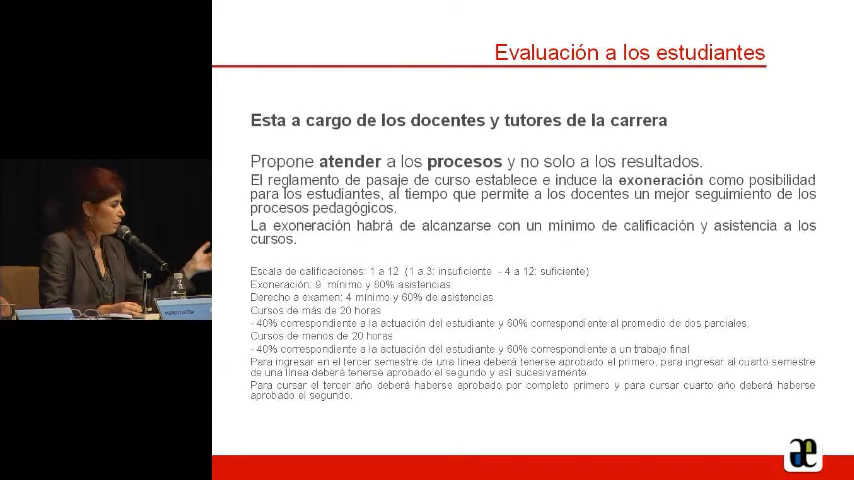 Evaluación a los estudiantes
Esta a cargo de los docentes y tutores de la carrera
Propone atender a los procesos y no solo a los resultados.
El reglamento de pasaje de curso establece e induce la exoneración como posibilidad
para los estudiantes, al tiempo que permite a los docentes un mejor seguimiento de los
procesos pedagógicos.
La exoneración habrá de alcanzarse con un mínimo de calificación y asistencia a los
cursos.
Escala de calificaciones: 1 a 12 (1 a 3: insuficiente - 4 a 12: suficiente)
Exoneración: 9 mínimo y 80% asistencias
Derecho a examen: 4 mínimo y 60% de asistencias
Cursos de más de 20 horas
- 40% correspondiente a la actuación del estudiante y 60% correspondiente al promedio de dos parciales.
Cursos de menos de 20 horas
- 40% correspondiente a la actuación del estudiante y 60% correspondiente a un trabajo final
Para ingresar en el tercer semestre de una línea deberá tenerse aprobado el primero, para ingresar al cuarto semestre
de una línea deberá tenerse aprobado el segundo y así sucesivamente
Para cursar el tercer año deberá haberse aprobado por completo primero y para cursar cuarto año deberá haberse
aprobado el segundo.